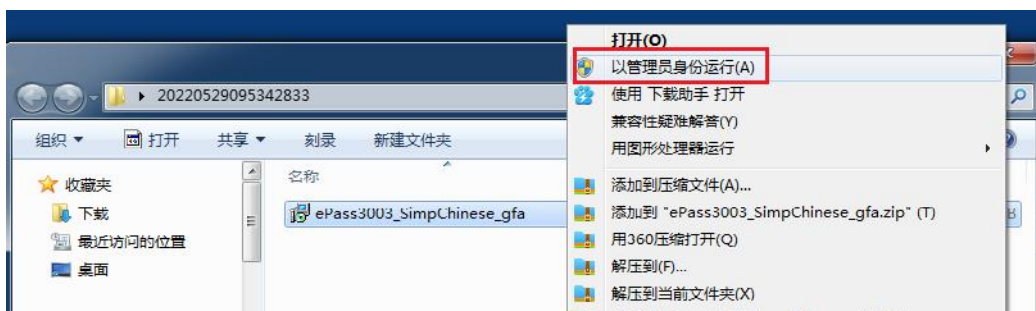 打开(O)
以管理员身份运行(A)
20220529095342833
使用 下载助手 打开
兼容性疑难解答(Y)
组织 打开 共享 刻录 新建文件夹
用图形处理器运行
收藏夹
名称
添加到压缩文件(A)...
下载
ePass3003_SimpChinese_gfa
添加到 "ePass3003_SimpChinese_gfa.zip" (T)
最近访问的位置
用360压缩打开(Q)
桌面
解压到(F)...
解压到当前文件夹(X)